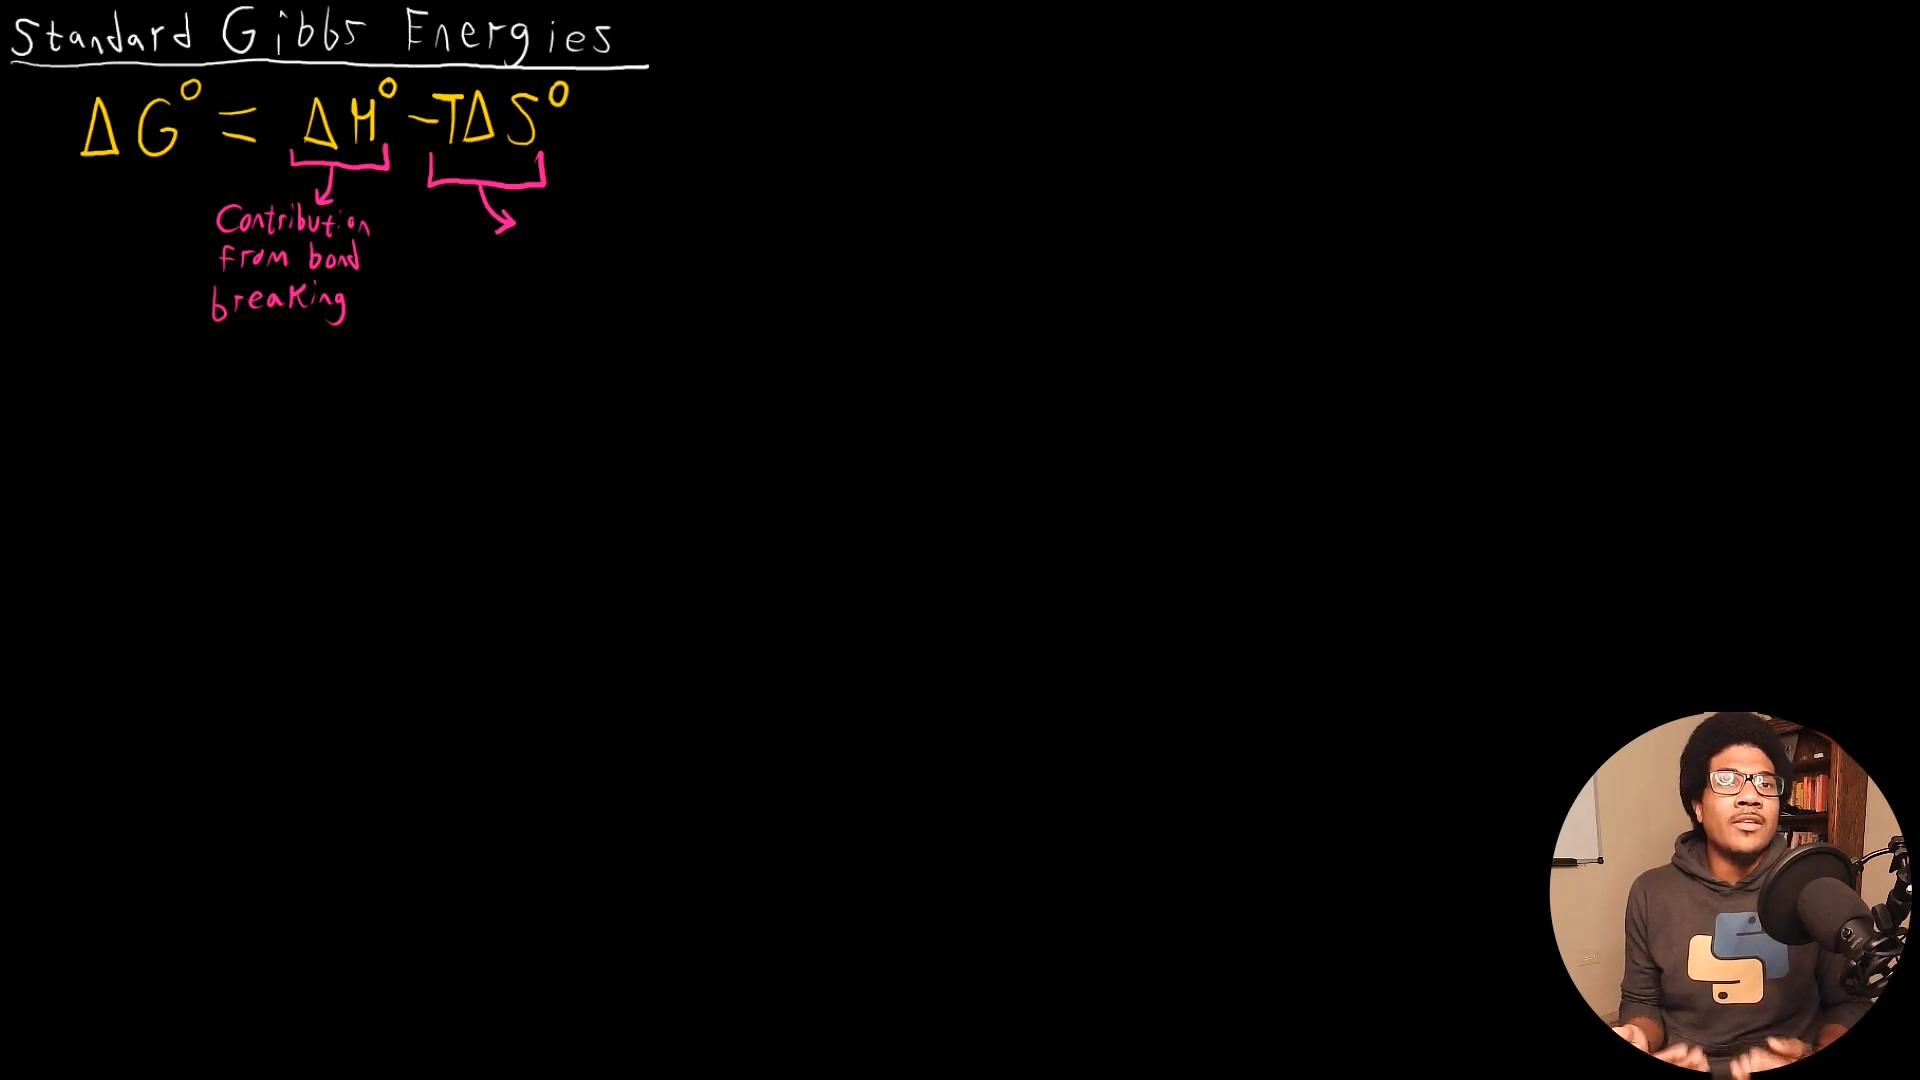 Standard Gibbs Energies
ΔG° = ΔH° - TΔS°
Contribution
from bond
breaking